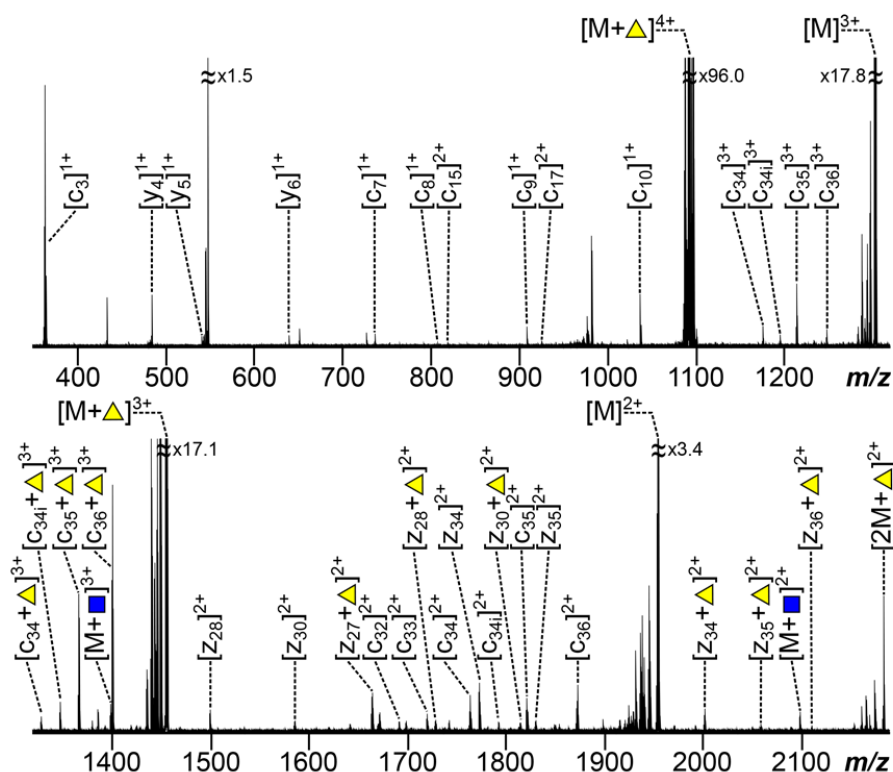 [M+▲]4+
[M]3+
≈x1.5
≈x96.0
x17.8≈
[c3]1+
[y4]1+
[y5]1+
[y6]1+
[c7]1+
[c8]1+
[c15]2+
[c9]1+
[c17]2+
[c10]1+
[c34]3+
[c34i]3+
[c35]3+
[c36]3+
400 500 600 700 800 900 1000 1100 1200 m/z
[M+▲]3+
[M]2+
≈x17.1
≈x3.4
[c34+▲]3+
[c34i+▲]3+
[c35+▲]3+
[c36+▲]3+
[M+■]3+
[z28]2+
[z30]2+
[z27+▲]2+
[c32]2+
[c33]2+
[z28+▲]2+
[c34]2+
[z34]2+
[c34i]2+
[z30+▲]2+
[c35]2+
[z35]2+
[c36]2+
[z34+▲]2+
[z35+▲]2+
[M+■]2+
[z36+▲]2+
[2M+▲]2+
1400 1500 1600 1700 1800 1900 2000 2100 m/z